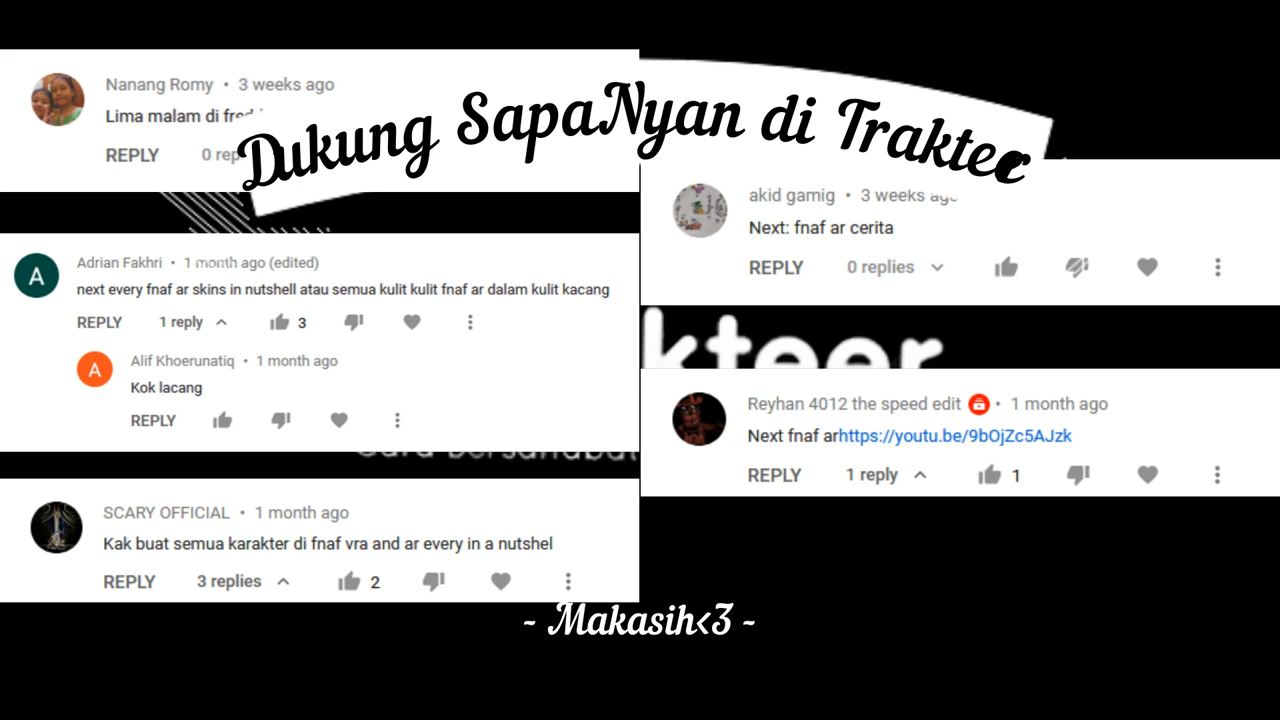 Dukung SapaNyan di Trakteer
Nanang Romy • 3 weeks ago
Lima malam di
REPLY 0
Adrian Fakhri • 1 month ago (edited)
next every fnaf ar skins in nutshell atau semua kulit kulit fnaf ar dalam kulit kacang
REPLY 1 reply 3
A
Alif Khoerunatiq • 1 month ago
A
Kok lacang
REPLY
SCARY OFFICIAL • 1 month ago
Kak buat semua karakter di fnaf vra and ar every in a nutshel
REPLY 3 replies 2
akid gamig • 3 weeks ago
Next: fnaf ar cerita
REPLY 0 replies
kteer
Reyhan 4012 the speed edit • 1 month ago
Next fnaf arhttps://youtu.be/9bOjZc5AJzk
REPLY 1 reply 1
~ Makasih<3 ~